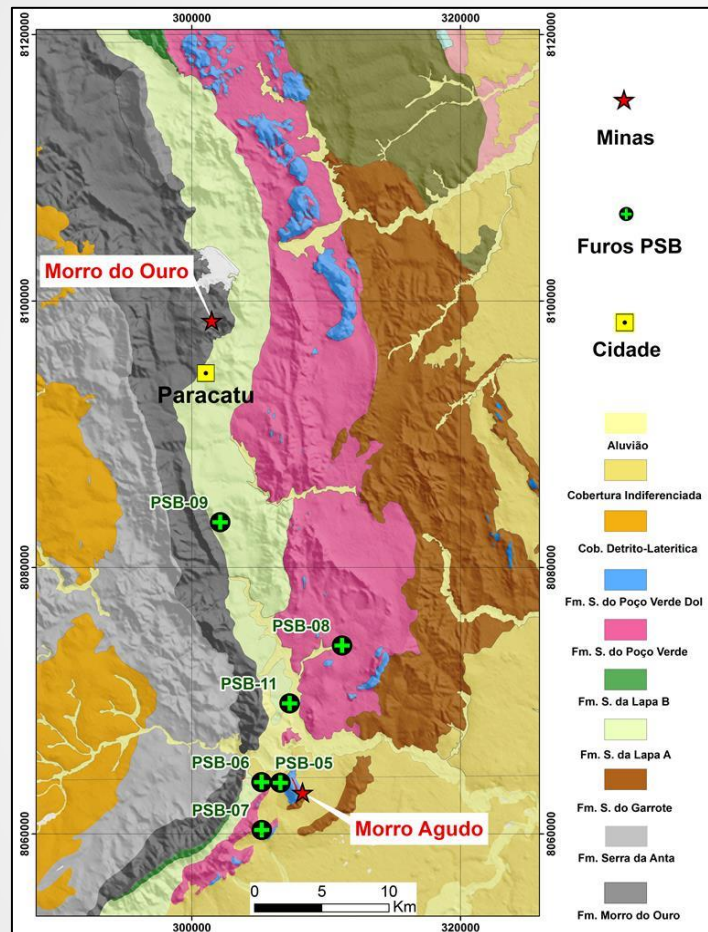 300000
320000
8120000
8120000
Minas
Furos PSB
Morro do Ouro
8100000
8100000
Cidade
Paracatu
Aluvião
Cobertura Indiferenciada
PSB-09
Cob. Detrito-Lateritica
8080000
8080000
Fm. S. do Poço Verde Dol
PSB-08
Fm. S. do Poço Verde
PSB-11
Fm. S. da Lapa B
Fm. S. da Lapa A
PSB-06
PSB-05
PSB-07
Fm. S. do Garrote
Morro Agudo
8060000
8060000
Fm. Serra da Anta
0 5 10
Km
Fm. Morro do Ouro
300000
320000